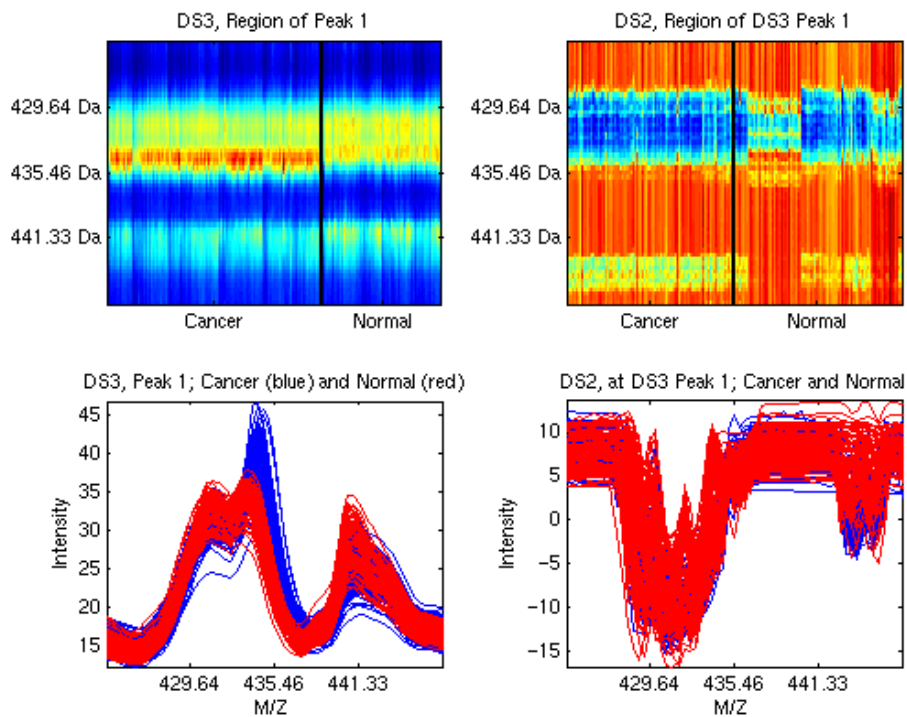 DS3, Region of Peak 1
429.64 Da
435.46 Da
441.33 Da
Cancer
Normal
DS2, Region of DS3 Peak 1
429.64 Da
435.46 Da
441.33 Da
Cancer
Normal
DS3, Peak 1; Cancer (blue) and Normal (red)
45
40
35
30
25
20
15
Intensity
429.64
435.46
441.33
M/Z
DS2, at DS3 Peak 1; Cancer and Normal
10
5
0
−5
−10
−15
Intensity
429.64
435.46
441.33
M/Z